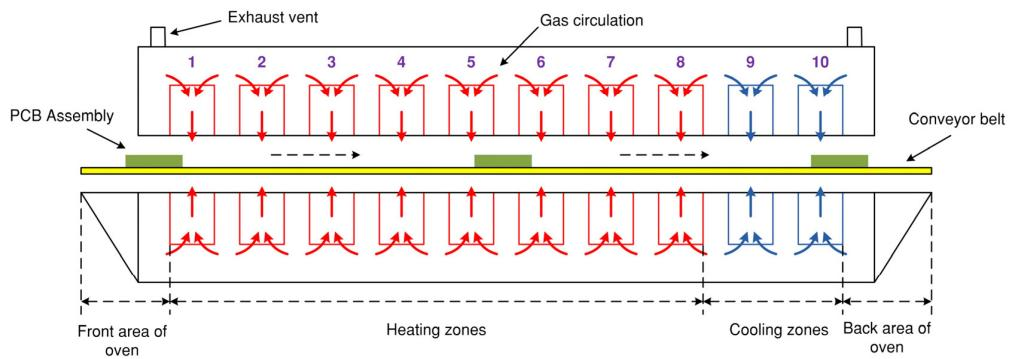 Exhaust vent
Gas circulation
1 2 3 4 5 6 7 8 9 10
PCB Assembly
Conveyor belt
Front area of
oven
Heating zones
Cooling zones
Back area of
oven